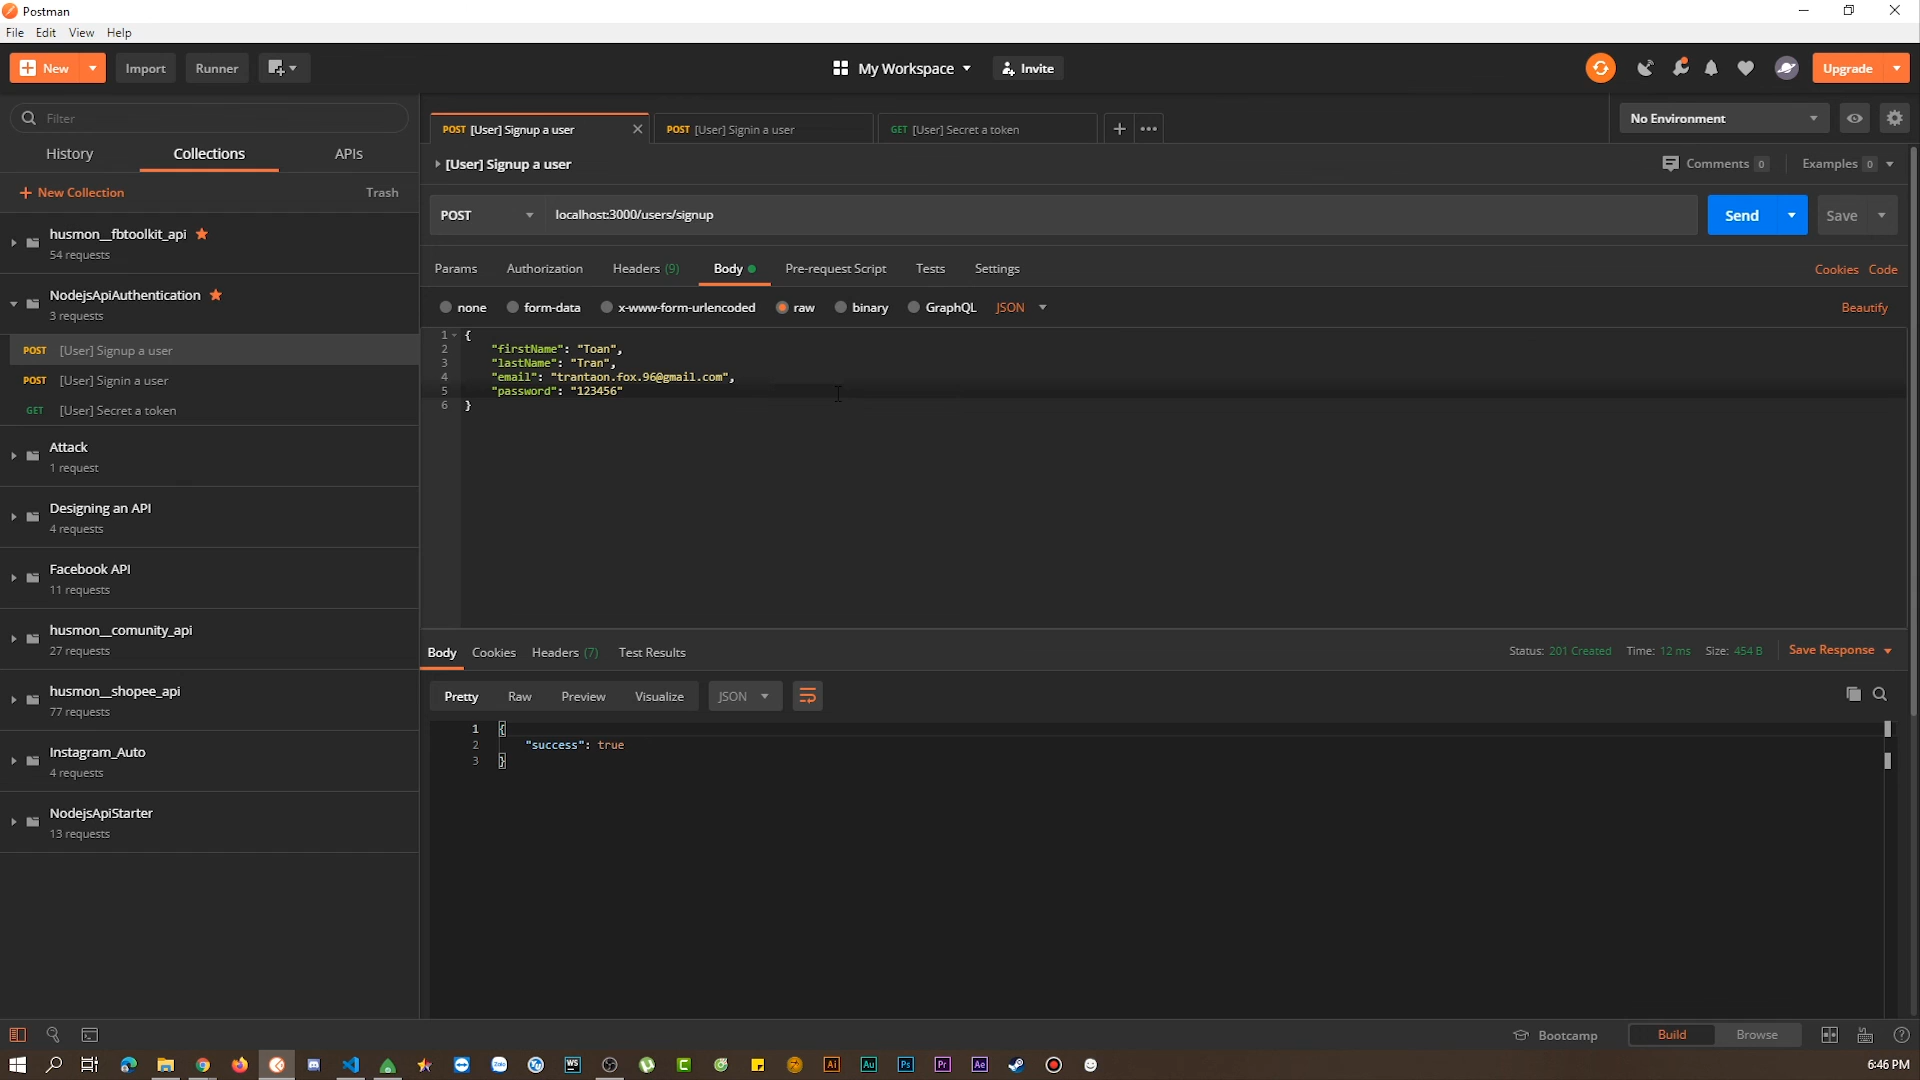 Postman
File Edit View Help
New Import Runner My Workspace Invite Upgrade
Filter
History Collections APIs
New Collection Trash
husmon__fbtoolkit_api
54 requests
NodejsApiAuthentication
3 requests
POST [User] Signup a user
POST [User] Signin a user
GET [User] Secret a token
Attack
1 request
Designing an API
4 requests
Facebook API
11 requests
husmon__comunity_api
27 requests
husmon__shopee_api
77 requests
Instagram_Auto
4 requests
NodejsApiStarter
13 requests
POST [User] Signup a user POST [User] Signin a user GET [User] Secret a token No Environment
[User] Signup a user Comments 0 Examples 0
POST localhost:3000/users/signup Send Save
Params Authorization Headers (9) Body Pre-request Script Tests Settings Cookies Code
none form-data x-www-form-urlencoded raw binary GraphQL JSON Beautify
1 {
2 "firstName": "Toan",
3 "lastName": "Tran",
4 "email": "trantaon.fox.96@gmail.com",
5 "password": "123456"
6 }
Body Cookies Headers (7) Test Results Status: 201 Created Time: 12 ms Size: 454 B Save Response
Pretty Raw Preview Visualize JSON
1 {
2 "success": true
3 }
Bootcamp Build Browse
Zalo WS C Ai Au Ps Pr Ae 6:46 PM